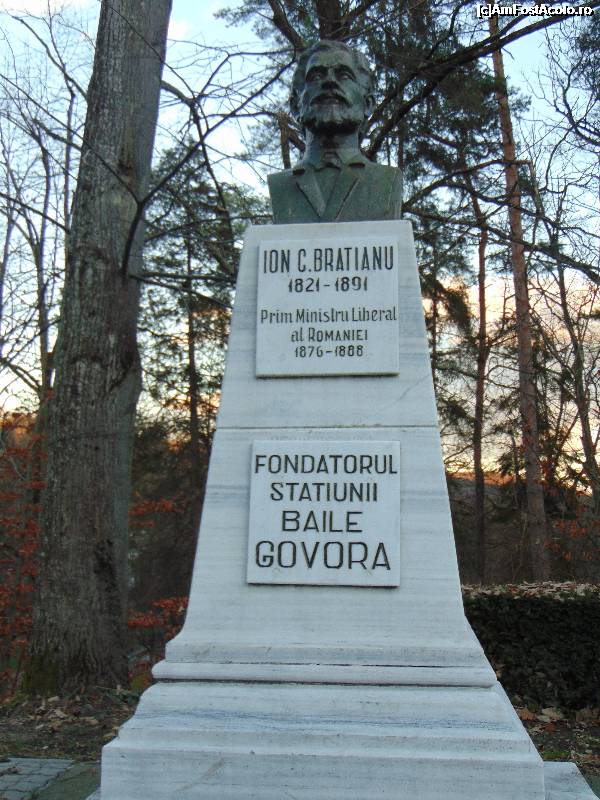 [c]AmFostAcolo.ro
ION C. BRATIANU
1821-1891
Prim Ministru Liberal
al ROMANIEI
1876-1888
FONDATORUL
STATIUNII
BAILE
GOVORA